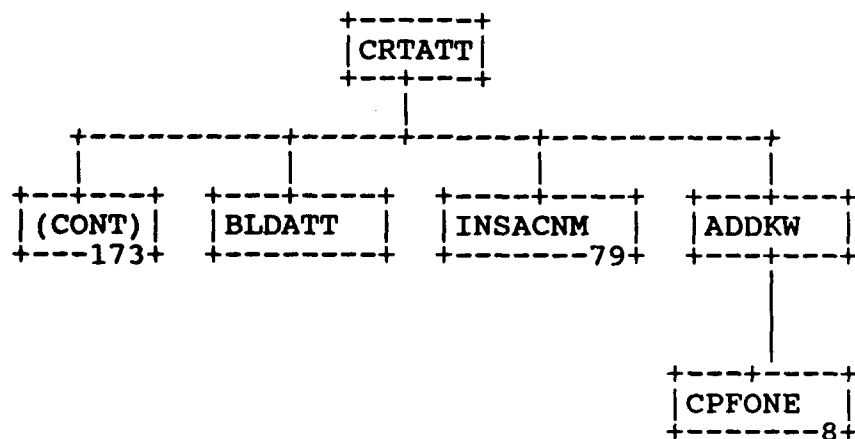 CRTATT
(CONT) BLDATT INSACNM ADDKW
173 79
CPFONE
8